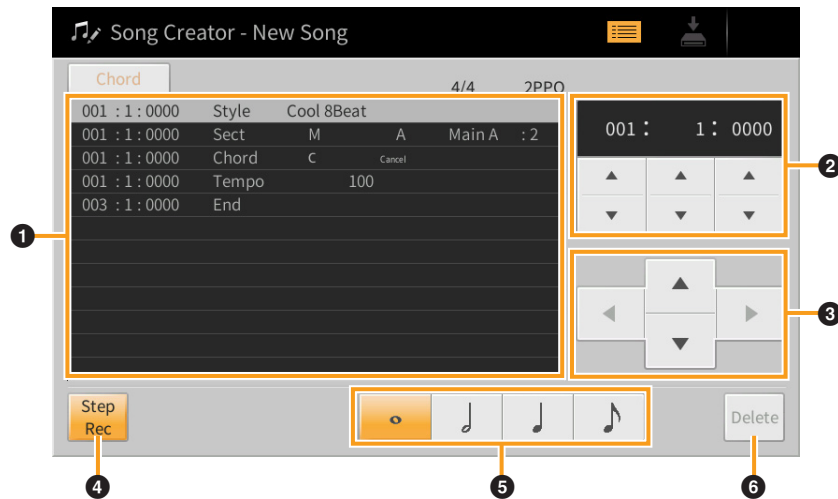 Song Creator - New Song
Chord
4/4 2PPQ
001 :1:0000 Style Cool 8Beat
001 :1:0000 Sect M A Main A :2
001 :1:0000 Chord C Cancel
001 :1:0000 Tempo 100
003 :1:0000 End
001: 1: 0000
2
1
3
Step
Rec
Delete
4 5 6